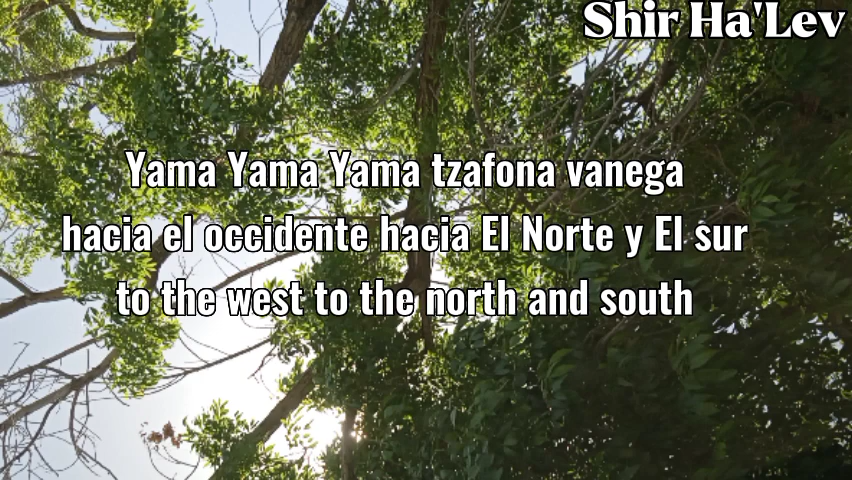 Shir Ha'Lev
Yama Yama Yama tzafona vanega
hacia el occidente hacia El Norte y El sur
to the west to the north and south